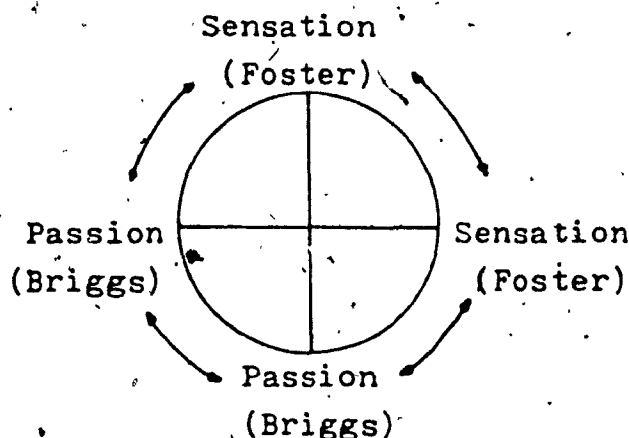 Sensation
(Foster)
Passion
(Briggs)
Sensation
(Foster)
Passion
(Briggs)